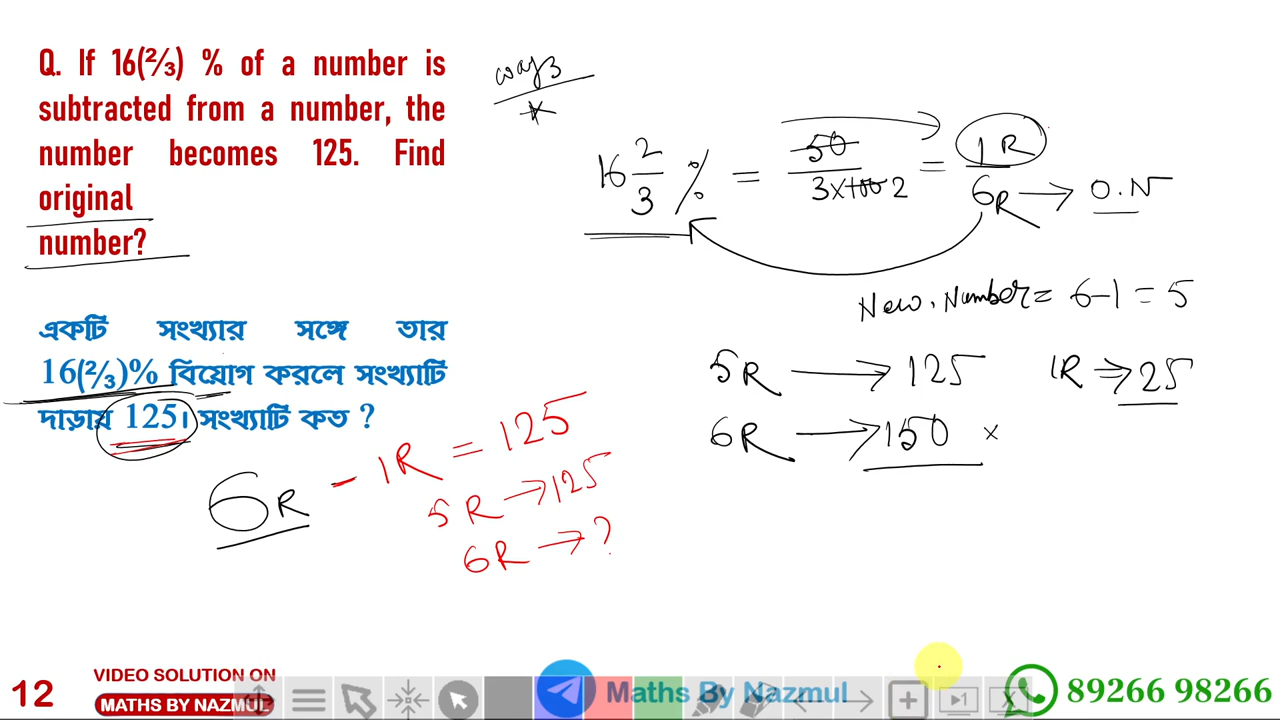 Q. If 16(⅔) % of a number is
subtracted from a number, the
number becomes 125. Find
original
number?
একটি সংখ্যার সঙ্গে তার
16(⅔)% বিয়োগ করলে সংখ্যাটি
দাড়ায় 125। সংখ্যাটি কত ?
16 2/3 % = 50/3×100 2 = 1R/6R → O.N
New. Number = 6-1 = 5
5R → 125 1R ⇒ 25
6R → 150 ×
6R - 1R = 125
5R → 125
6R → ?
12
VIDEO SOLUTION ON
MATHS BY NAZMUL
Maths By Nazmul
89266 98266